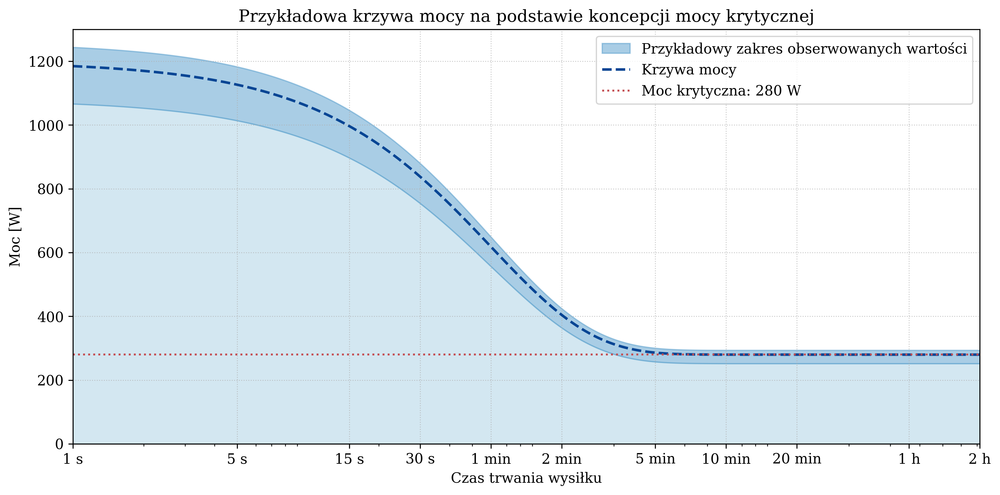 Przykładowa krzywa mocy na podstawie koncepcji mocy krytycznej
Przykładowy zakres obserwowanych wartości
Krzywa mocy
Moc krytyczna: 280 W
Moc [W]
1200
1000
800
600
400
200
0
1 s 5 s 15 s 30 s 1 min 2 min 5 min 10 min 20 min 1 h 2 h
Czas trwania wysiłku